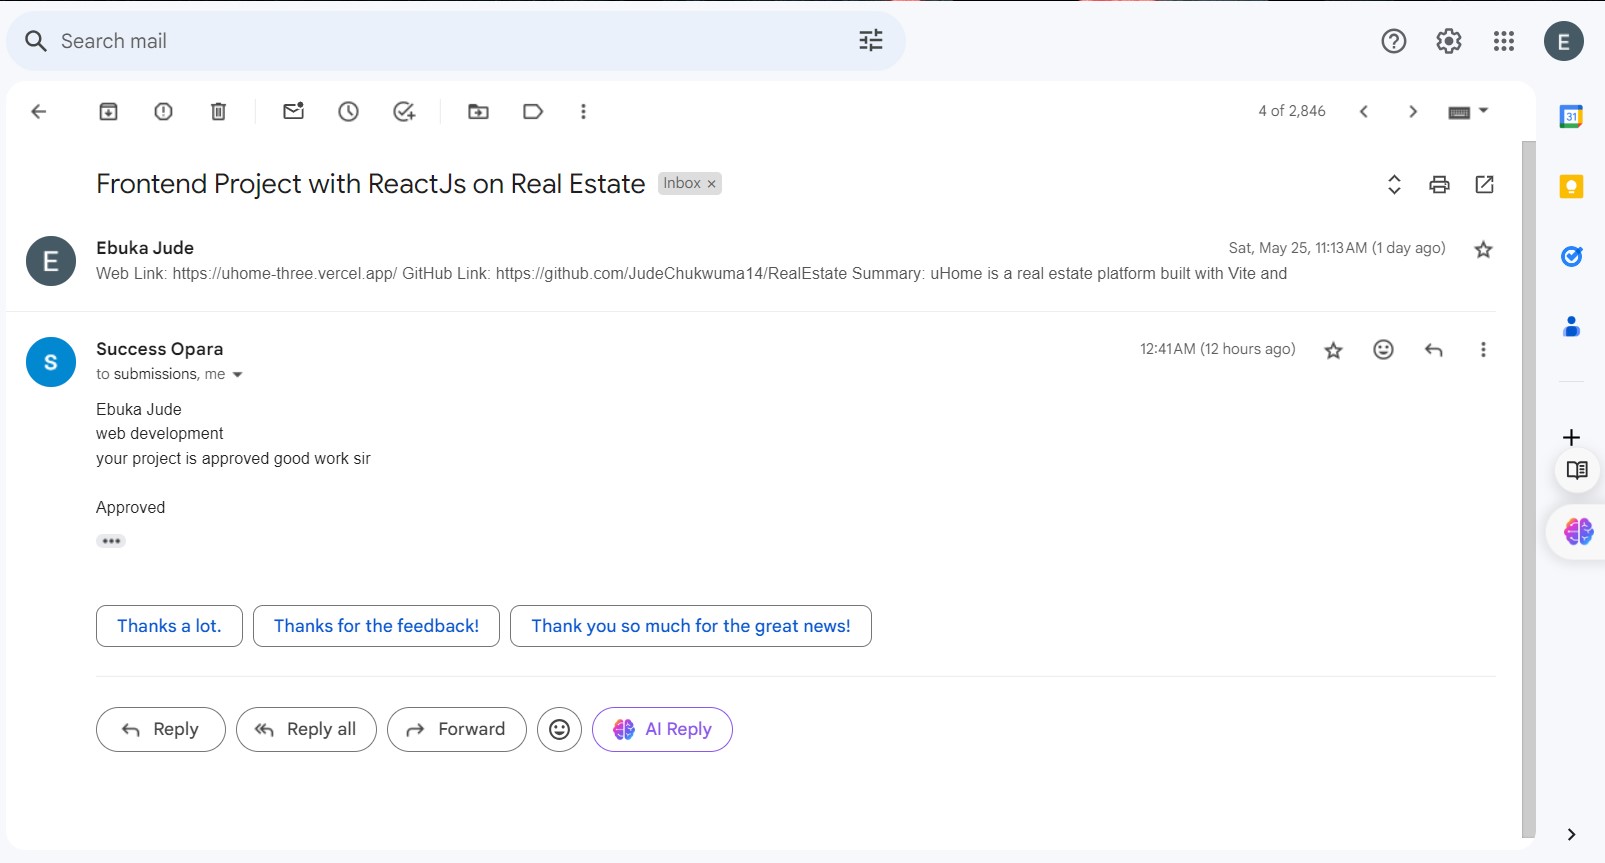 Search mail
E
4 of 2,846
31
Frontend Project with ReactJs on Real Estate Inbox ×
E
Ebuka Jude
Sat, May 25, 11:13 AM (1 day ago)
Web Link: https://uhome-three.vercel.app/ GitHub Link: https://github.com/JudeChukwuma14/RealEstate Summary: uHome is a real estate platform built with Vite and
S
Success Opara
12:41 AM (12 hours ago)
to submissions, me
Ebuka Jude
web development
your project is approved good work sir
Approved
Thanks a lot.
Thanks for the feedback!
Thank you so much for the great news!
Reply
Reply all
Forward
AI Reply